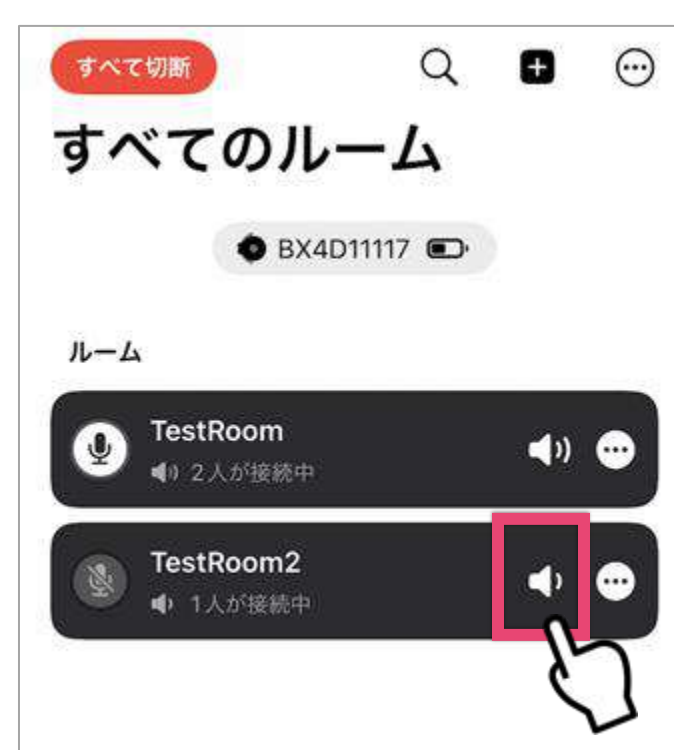 すべて切断
すべてのルーム
BX4D11117
ルーム
TestRoom
2人が接続中
TestRoom2
1人が接続中